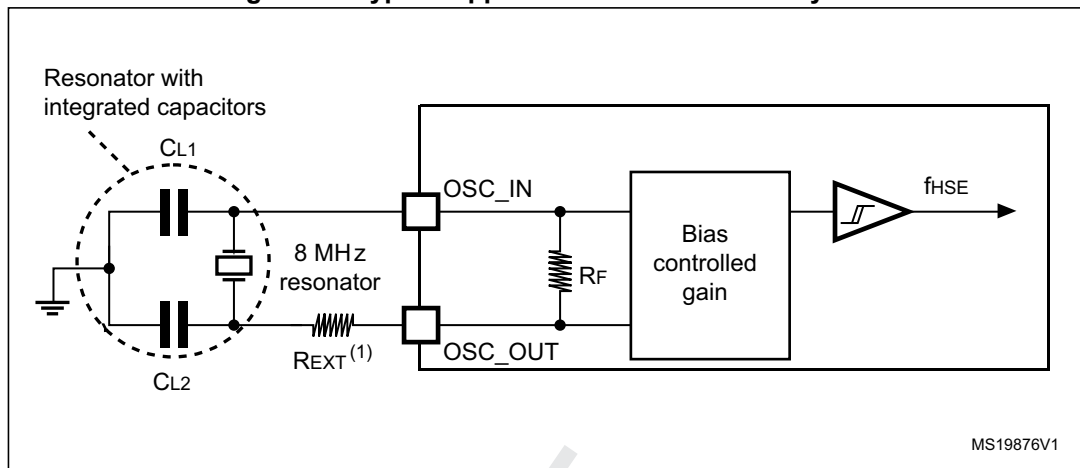 Resonator with
integrated capacitors
CL1
OSC_IN
fHSE
8 MHz
resonator
RF
Bias
controlled
gain
REXT (1)
OSC_OUT
CL2
MS19876V1